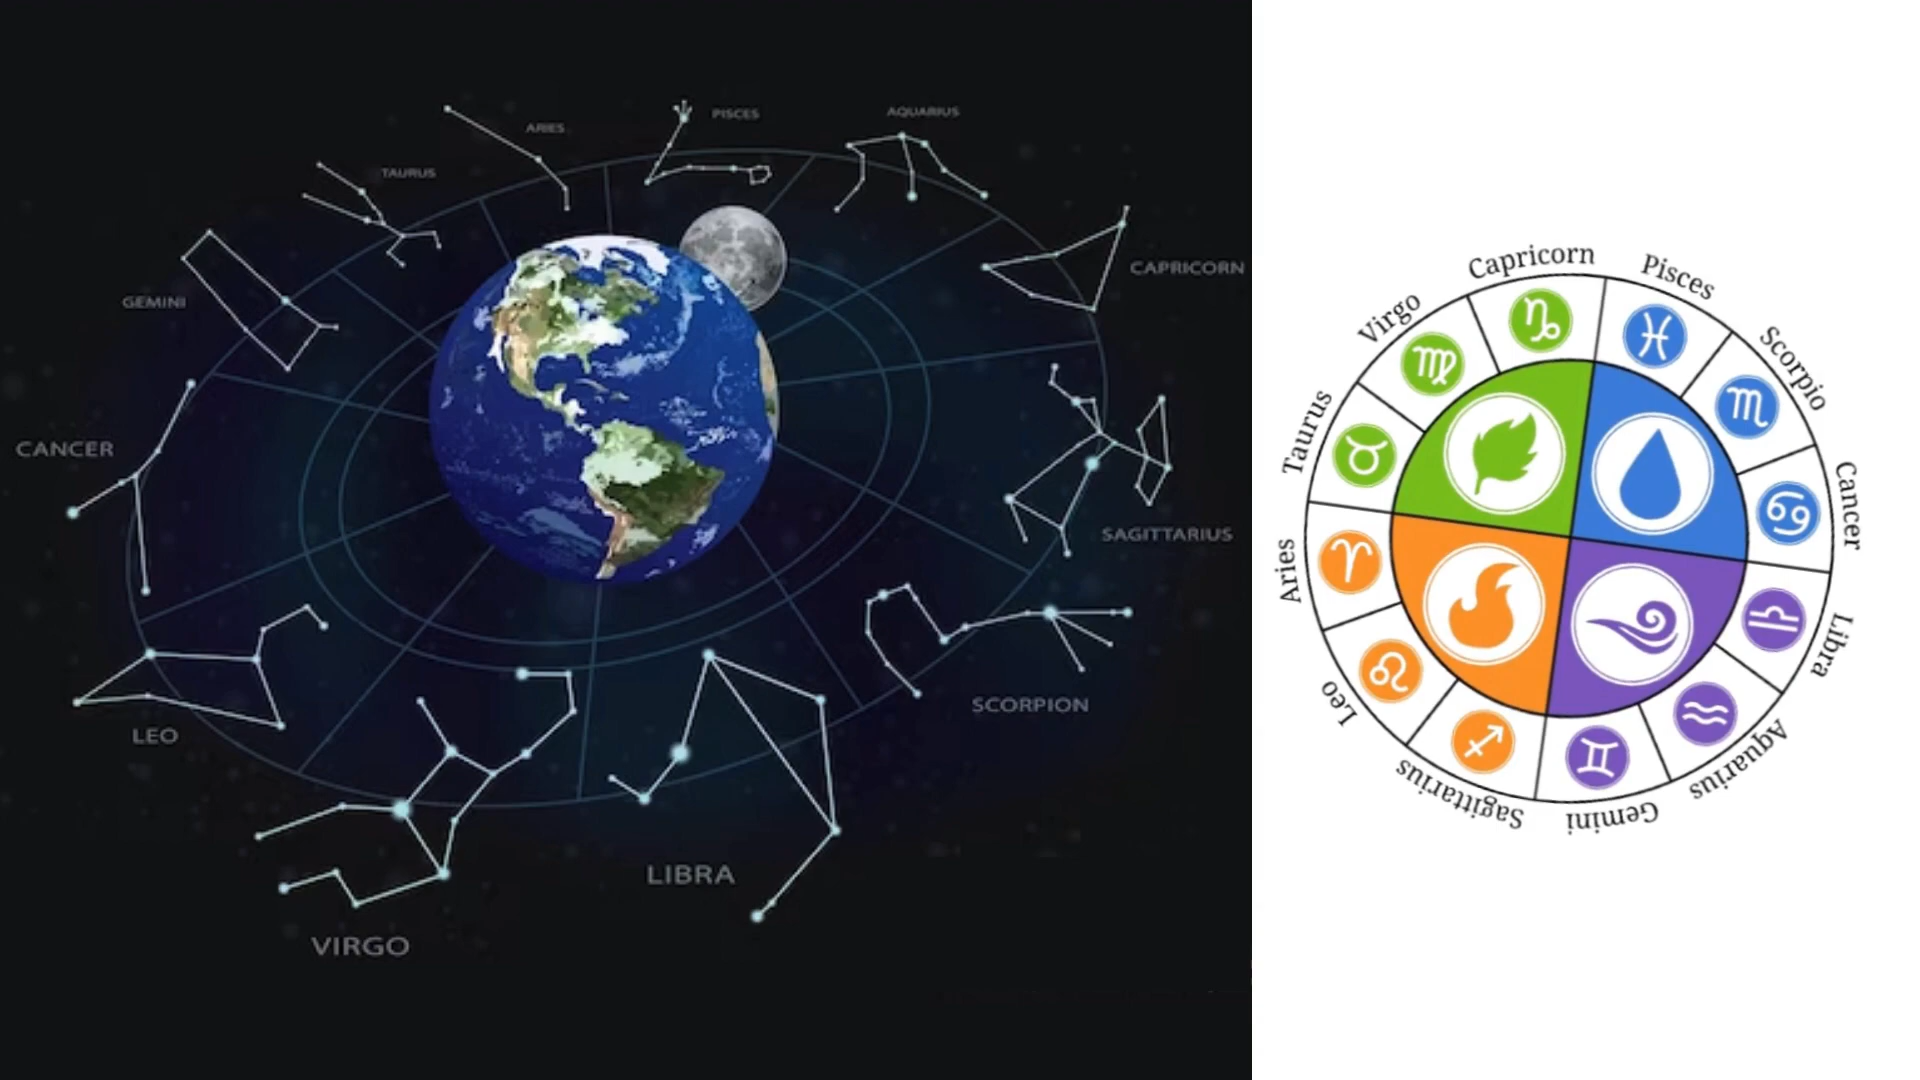 ARIES
PISCES
AQUARIUS
TAURUS
CAPRICORN
GEMINI
CANCER
SAGITTARIUS
SCORPION
LEO
LIBRA
VIRGO
Capricorn
Pisces
Virgo
Scorpio
Taurus
Cancer
Aries
Libra
Leo
Aquarius
Sagittarius
Gemini